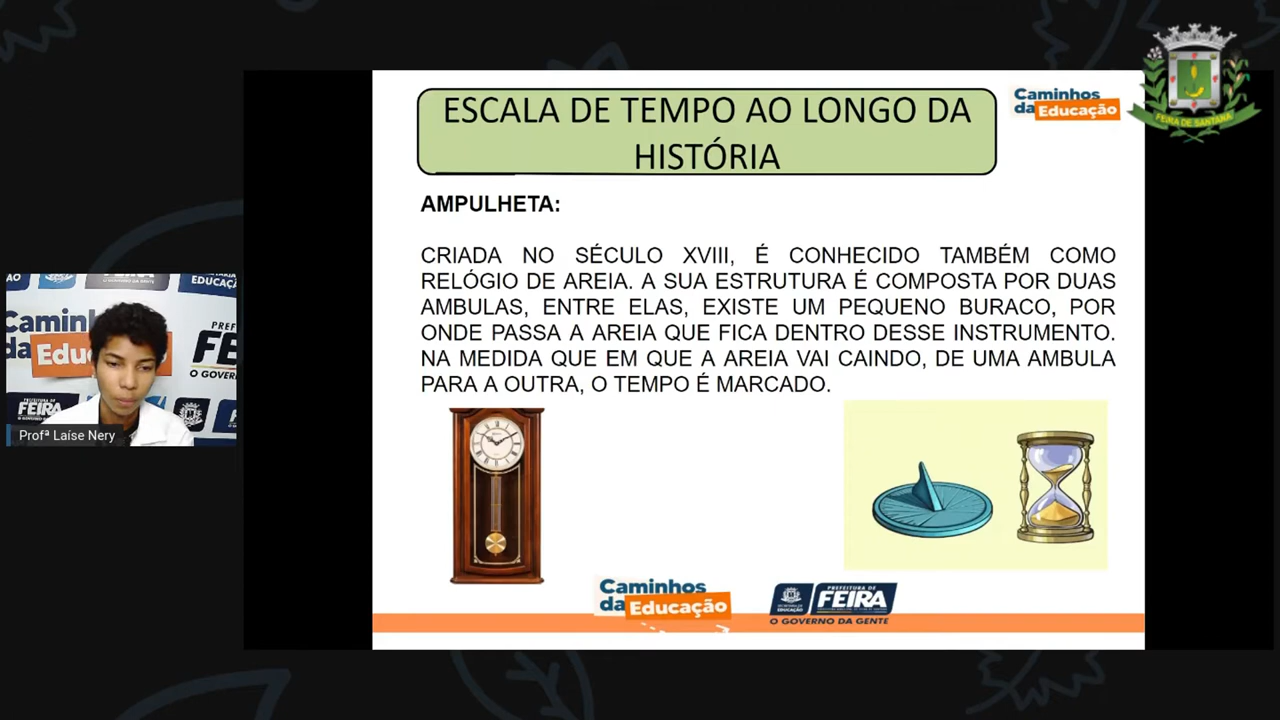 ESCALA DE TEMPO AO LONGO DA
HISTÓRIA
Caminhos
da Educação
FEIRA DE SANTANA
AMPULHETA:
CRIADA NO SÉCULO XVIII, É CONHECIDO TAMBÉM COMO
RELÓGIO DE AREIA. A SUA ESTRUTURA É COMPOSTA POR DUAS
AMBULAS, ENTRE ELAS, EXISTE UM PEQUENO BURACO, POR
ONDE PASSA A AREIA QUE FICA DENTRO DESSE INSTRUMENTO.
NA MEDIDA QUE EM QUE A AREIA VAI CAINDO, DE UMA AMBULA
PARA A OUTRA, O TEMPO É MARCADO.
Profª Laíse Nery
Caminhos
da Educação
PREFEITURA DE
FEIRA
O GOVERNO DA GENTE